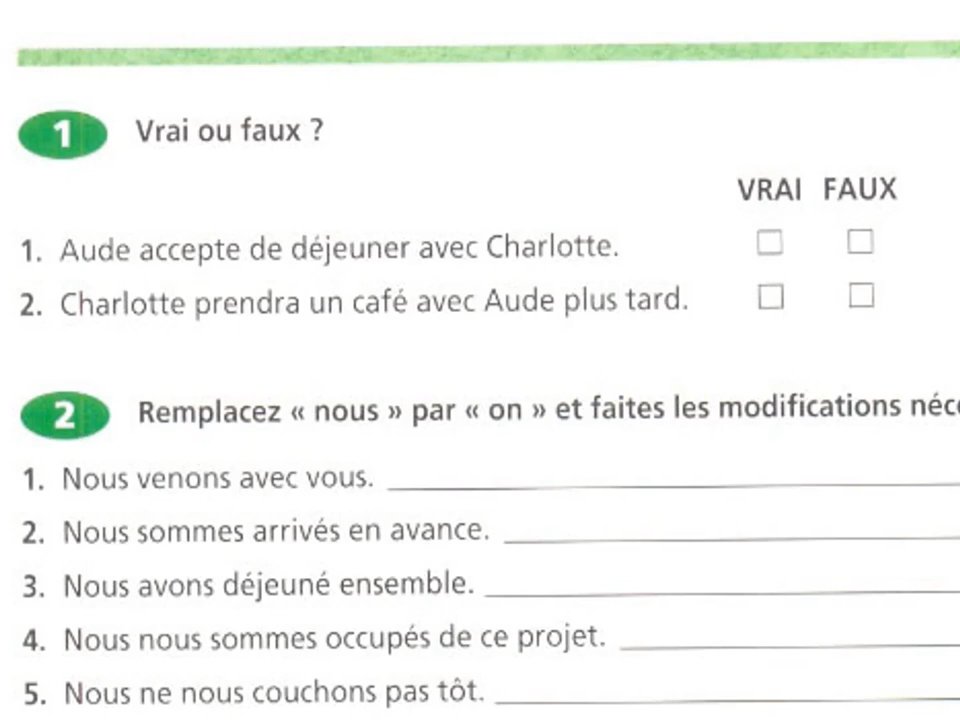 1 Vrai ou faux ?
VRAI FAUX
1. Aude accepte de déjeuner avec Charlotte.
2. Charlotte prendra un café avec Aude plus tard.
2 Remplacez « nous » par « on » et faites les modifications
1. Nous venons avec vous.
2. Nous sommes arrivés en avance.
3. Nous avons déjeuné ensemble.
4. Nous nous sommes occupés de ce projet.
5. Nous ne nous couchons pas tôt.